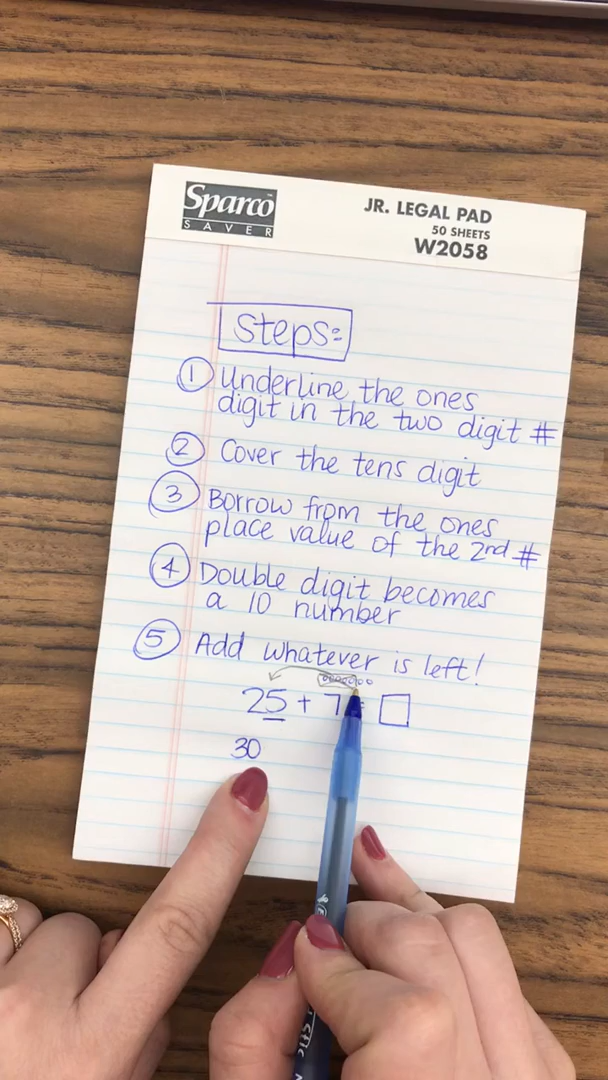 Sparco
SAVER
JR. LEGAL PAD
50 SHEETS
W2058
Steps:
1 Underline the ones
digit in the two digit #
2 Cover the tens digit
3 Borrow from the ones
place value of the 2nd #
4 Double digit becomes
a 10 number
5 Add whatever is left!
25 + 7 = □
30